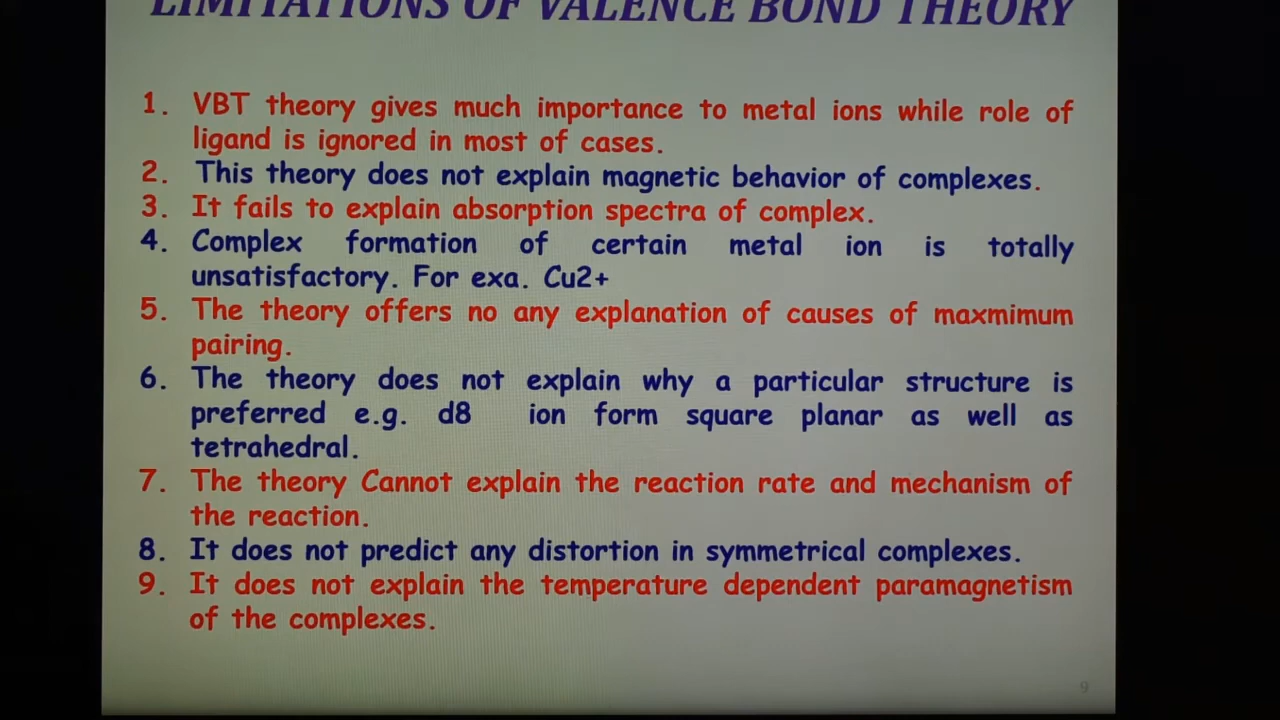 LIMITATIONS OF VALENCE BOND THEORY
1. VBT theory gives much importance to metal ions while role of
ligand is ignored in most of cases.
2. This theory does not explain magnetic behavior of complexes.
3. It fails to explain absorption spectra of complex.
4. Complex formation of certain metal ion is totally
unsatisfactory. For exa. Cu2+
5. The theory offers no any explanation of causes of maxmimum
pairing.
6. The theory does not explain why a particular structure is
preferred e.g. d8 ion form square planar as well as
tetrahedral.
7. The theory Cannot explain the reaction rate and mechanism of
the reaction.
8. It does not predict any distortion in symmetrical complexes.
9. It does not explain the temperature dependent paramagnetism
of the complexes.
9